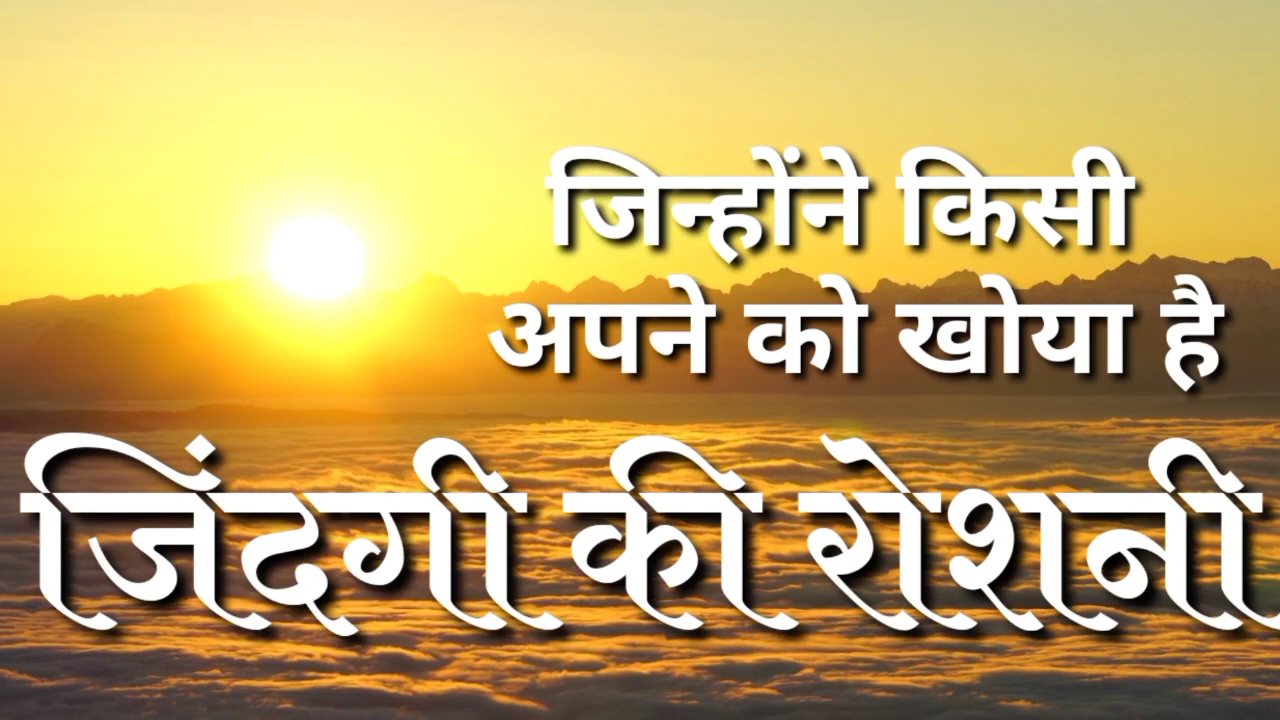 जिन्होंने किसी
अपने को खोया है
जिंदगी की रोशनी